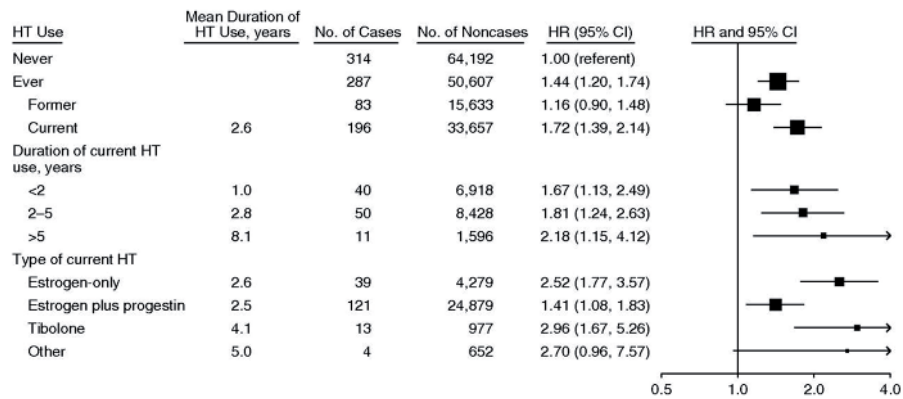 Mean Duration of
HT Use HT Use, years No. of Cases No. of Noncases HR (95% CI) HR and 95% CI
Never 314 64,192 1.00 (referent)
Ever 287 50,607 1.44 (1.20, 1.74)
Former 83 15,633 1.16 (0.90, 1.48)
Current 2.6 196 33,657 1.72 (1.39, 2.14)
Duration of current HT
use, years
<2 1.0 40 6,918 1.67 (1.13, 2.49)
2–5 2.8 50 8,428 1.81 (1.24, 2.63)
>5 8.1 11 1,596 2.18 (1.15, 4.12)
Type of current HT
Estrogen-only 2.6 39 4,279 2.52 (1.77, 3.57)
Estrogen plus progestin 2.5 121 24,879 1.41 (1.08, 1.83)
Tibolone 4.1 13 977 2.96 (1.67, 5.26)
Other 5.0 4 652 2.70 (0.96, 7.57)
0.5 1.0 2.0 4.0